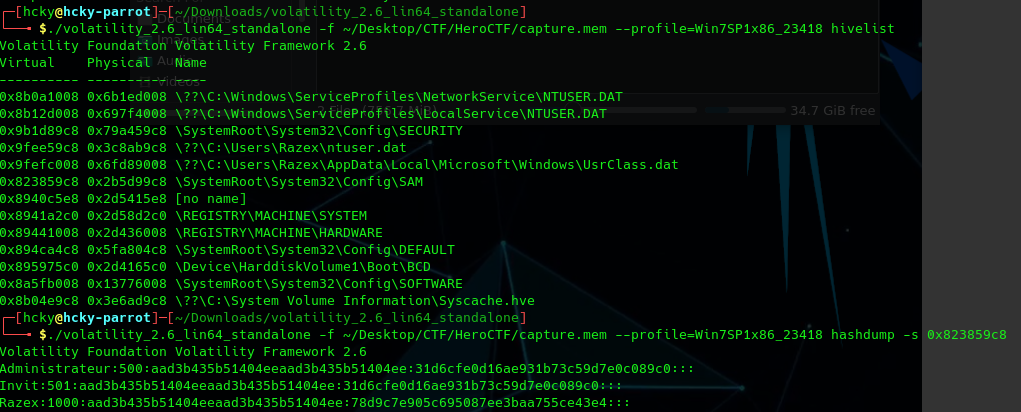 ┌─[hcky@hcky-parrot]─[~/Downloads/volatility_2.6_lin64_standalone]
└──╼ $./volatility_2.6_lin64_standalone -f ~/Desktop/CTF/HeroCTF/capture.mem --profile=Win7SP1x86_23418 hivelist
Volatility Foundation Volatility Framework 2.6
Virtual    Physical   Name
---------- ---------- ----
0x8b0a1008 0x6b1ed008 \??\C:\Windows\ServiceProfiles\NetworkService\NTUSER.DAT
0x8b12d008 0x697f4008 \??\C:\Windows\ServiceProfiles\LocalService\NTUSER.DAT
34.7 GiB free
0x9b1d89c8 0x79a459c8 \SystemRoot\System32\Config\SECURITY
0x9fee59c8 0x3c8ab9c8 \??\C:\Users\Razex\ntuser.dat
0x9fefc008 0x6fd89008 \??\C:\Users\Razex\AppData\Local\Microsoft\Windows\UsrClass.dat
0x823859c8 0x2b5d99c8 \SystemRoot\System32\Config\SAM
0x8940c5e8 0x2d5415e8 [no name]
0x8941a2c0 0x2d58d2c0 \REGISTRY\MACHINE\SYSTEM
0x89441008 0x2d436008 \REGISTRY\MACHINE\HARDWARE
0x894ca4c8 0x5fa804c8 \SystemRoot\System32\Config\DEFAULT
0x895975c0 0x2d4165c0 \Device\HarddiskVolume1\Boot\BCD
0x8a5fb008 0x13776008 \SystemRoot\System32\Config\SOFTWARE
0x8b04e9c8 0x3e6ad9c8 \??\C:\System Volume Information\Syscache.hve
┌─[hcky@hcky-parrot]─[~/Downloads/volatility_2.6_lin64_standalone]
└──╼ $./volatility_2.6_lin64_standalone -f ~/Desktop/CTF/HeroCTF/capture.mem --profile=Win7SP1x86_23418 hashdump -s 0x823859c8
Volatility Foundation Volatility Framework 2.6
Administrateur:500:aad3b435b51404eeaad3b435b51404ee:31d6cfe0d16ae931b73c59d7e0c089c0:::
Invit:501:aad3b435b51404eeaad3b435b51404ee:31d6cfe0d16ae931b73c59d7e0c089c0:::
Razex:1000:aad3b435b51404eeaad3b435b51404ee:78d9c7e905c695087ee3baa755ce43e4:::